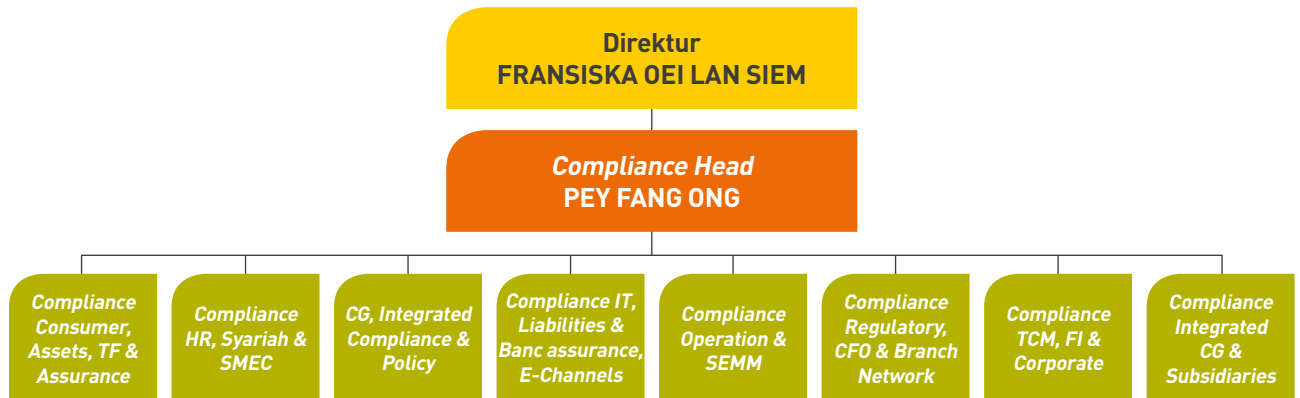 Direktur
FRANSISKA OEI LAN SIEM
Compliance Head
PEY FANG ONG
Compliance
Consumer,
Assets, TF &
Assurance
Compliance
HR, Syariah &
SMEC
CG, Integrated
Compliance &
Policy
Compliance IT,
Liabilities &
Banc assurance,
E-Channels
Compliance
Operation &
SEMM
Compliance
Regulatory,
CFO & Branch
Network
Compliance
TCM, FI &
Corporate
Compliance
Integrated
CG &
Subsidiaries